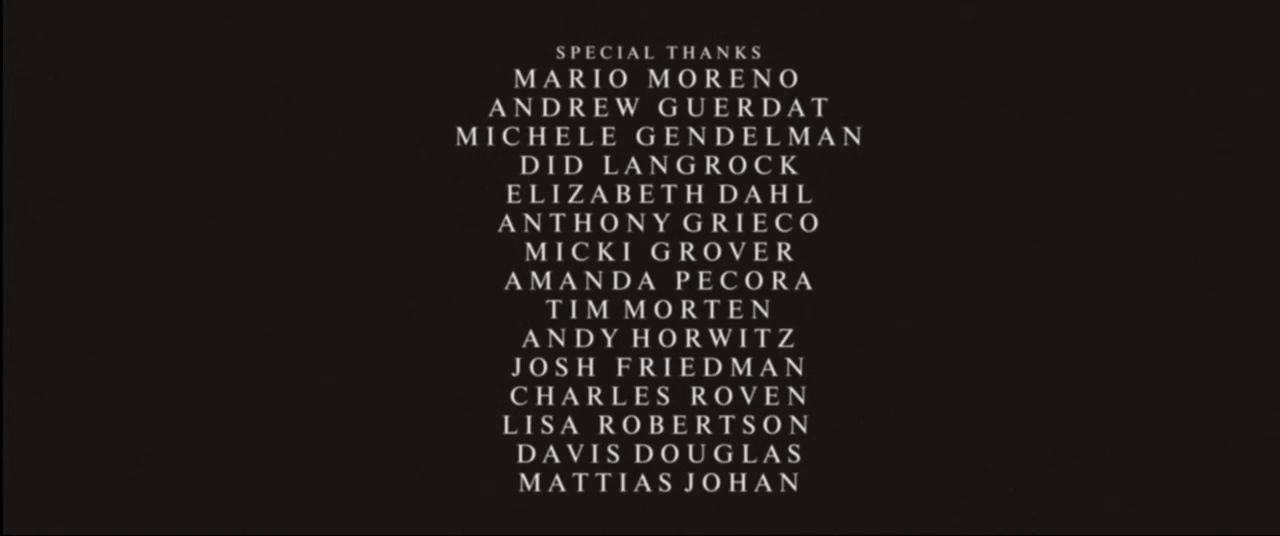 SPECIAL THANKS
MARIO MORENO
ANDREW GUERDAT
MICHELE GENDELMAN
DID LANGROCK
ELIZABETH DAHL
ANTHONY GRIECO
MICKI GROVER
AMANDA PECORA
TIM MORTEN
ANDY HORWITZ
JOSH FRIEDMAN
CHARLES ROVEN
LISA ROBERTSON
DAVIS DOUGLAS
MATTIAS JOHAN